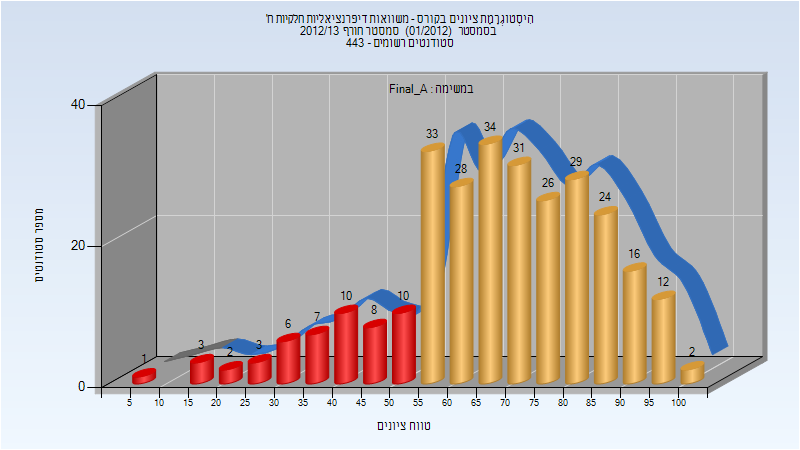 הִיסְטוֹגְרָמַת ציונים בקורס - משוואות דיפרנציאליות חלקיות ח'
בסמסטר (01/2012) סמסטר חורף 2012/13
סטודנטים רשומים - 443
במשימה : Final_A
מספר סטודנטים
40
20
0
1 3 2 3 6 7 10 8 10 33 28 34 31 26 29 24 16 12 2
5 10 15 20 25 30 35 40 45 50 55 60 65 70 75 80 85 90 95 100
טווח ציונים